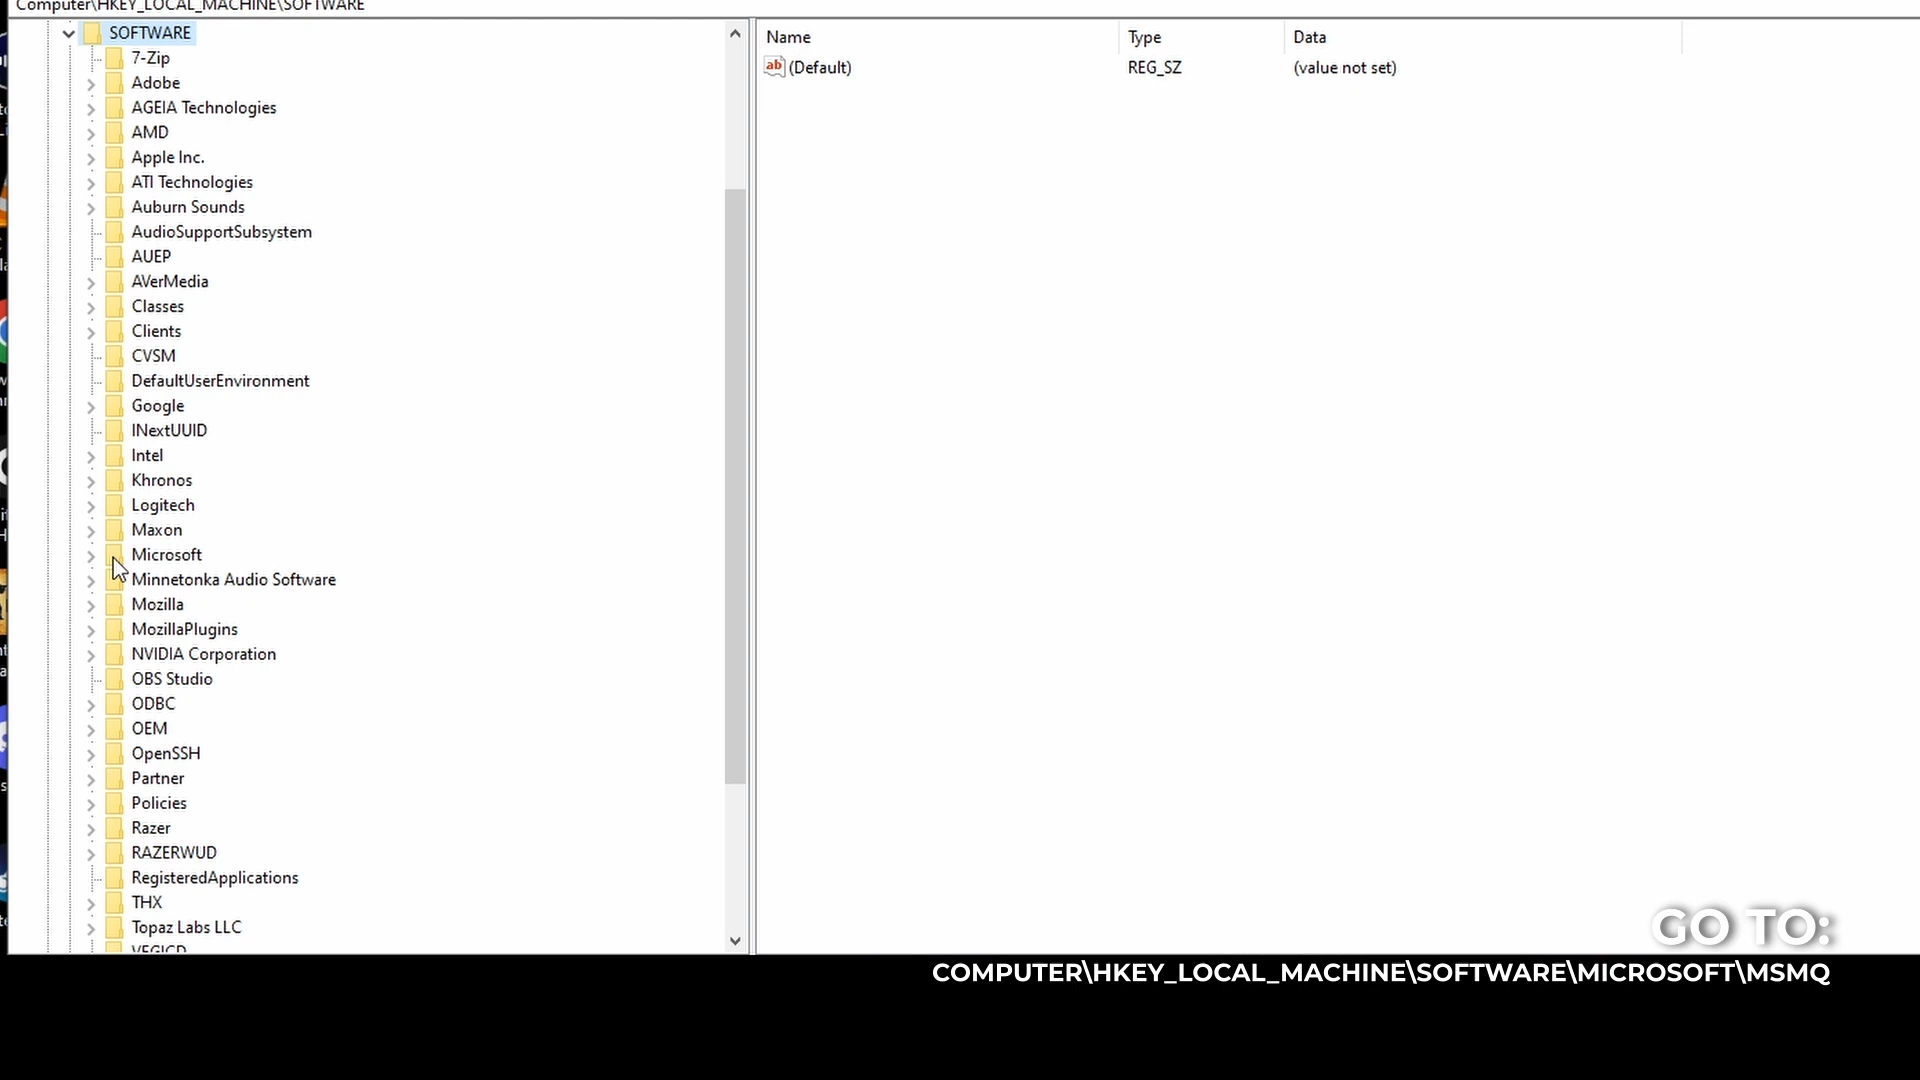 Computer\HKEY_LOCAL_MACHINE\SOFTWARE
SOFTWARE
7-Zip
Adobe
AGEIA Technologies
AMD
Apple Inc.
ATI Technologies
Auburn Sounds
AudioSupportSubsystem
AUEP
AVerMedia
Classes
Clients
CVSM
DefaultUserEnvironment
Google
INextUUID
Intel
Khronos
Logitech
Maxon
Microsoft
Minnetonka Audio Software
Mozilla
MozillaPlugins
NVIDIA Corporation
OBS Studio
ODBC
OEM
OpenSSH
Partner
Policies
Razer
RAZERWUD
RegisteredApplications
THX
Topaz Labs LLC
Name Type Data
(Default) REG_SZ (value not set)
GO TO:
COMPUTER\HKEY_LOCAL_MACHINE\SOFTWARE\MICROSOFT\MSMQ